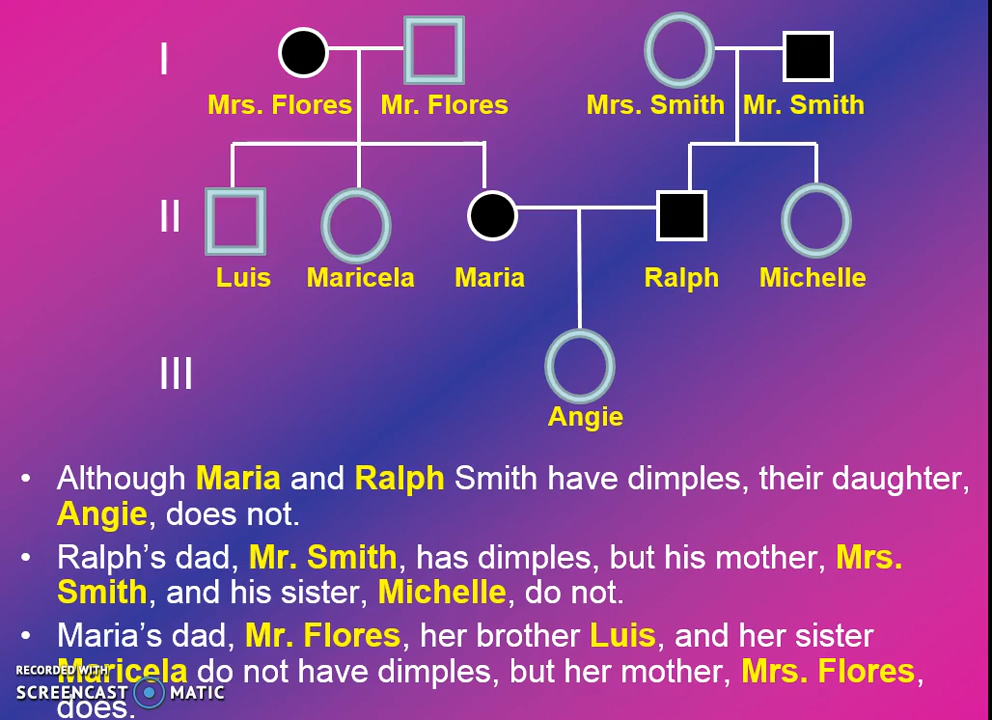 I
Mrs. Flores Mr. Flores Mrs. Smith Mr. Smith
II
Luis Maricela Maria Ralph Michelle
III
Angie
• Although Maria and Ralph Smith have dimples, their daughter,
Angie, does not.
• Ralph’s dad, Mr. Smith, has dimples, but his mother, Mrs.
Smith, and his sister, Michelle, do not.
• Maria’s dad, Mr. Flores, her brother Luis, and her sister
Maricela do not have dimples, but her mother, Mrs. Flores,
does.
RECORDED WITH
SCREENCAST MATIC